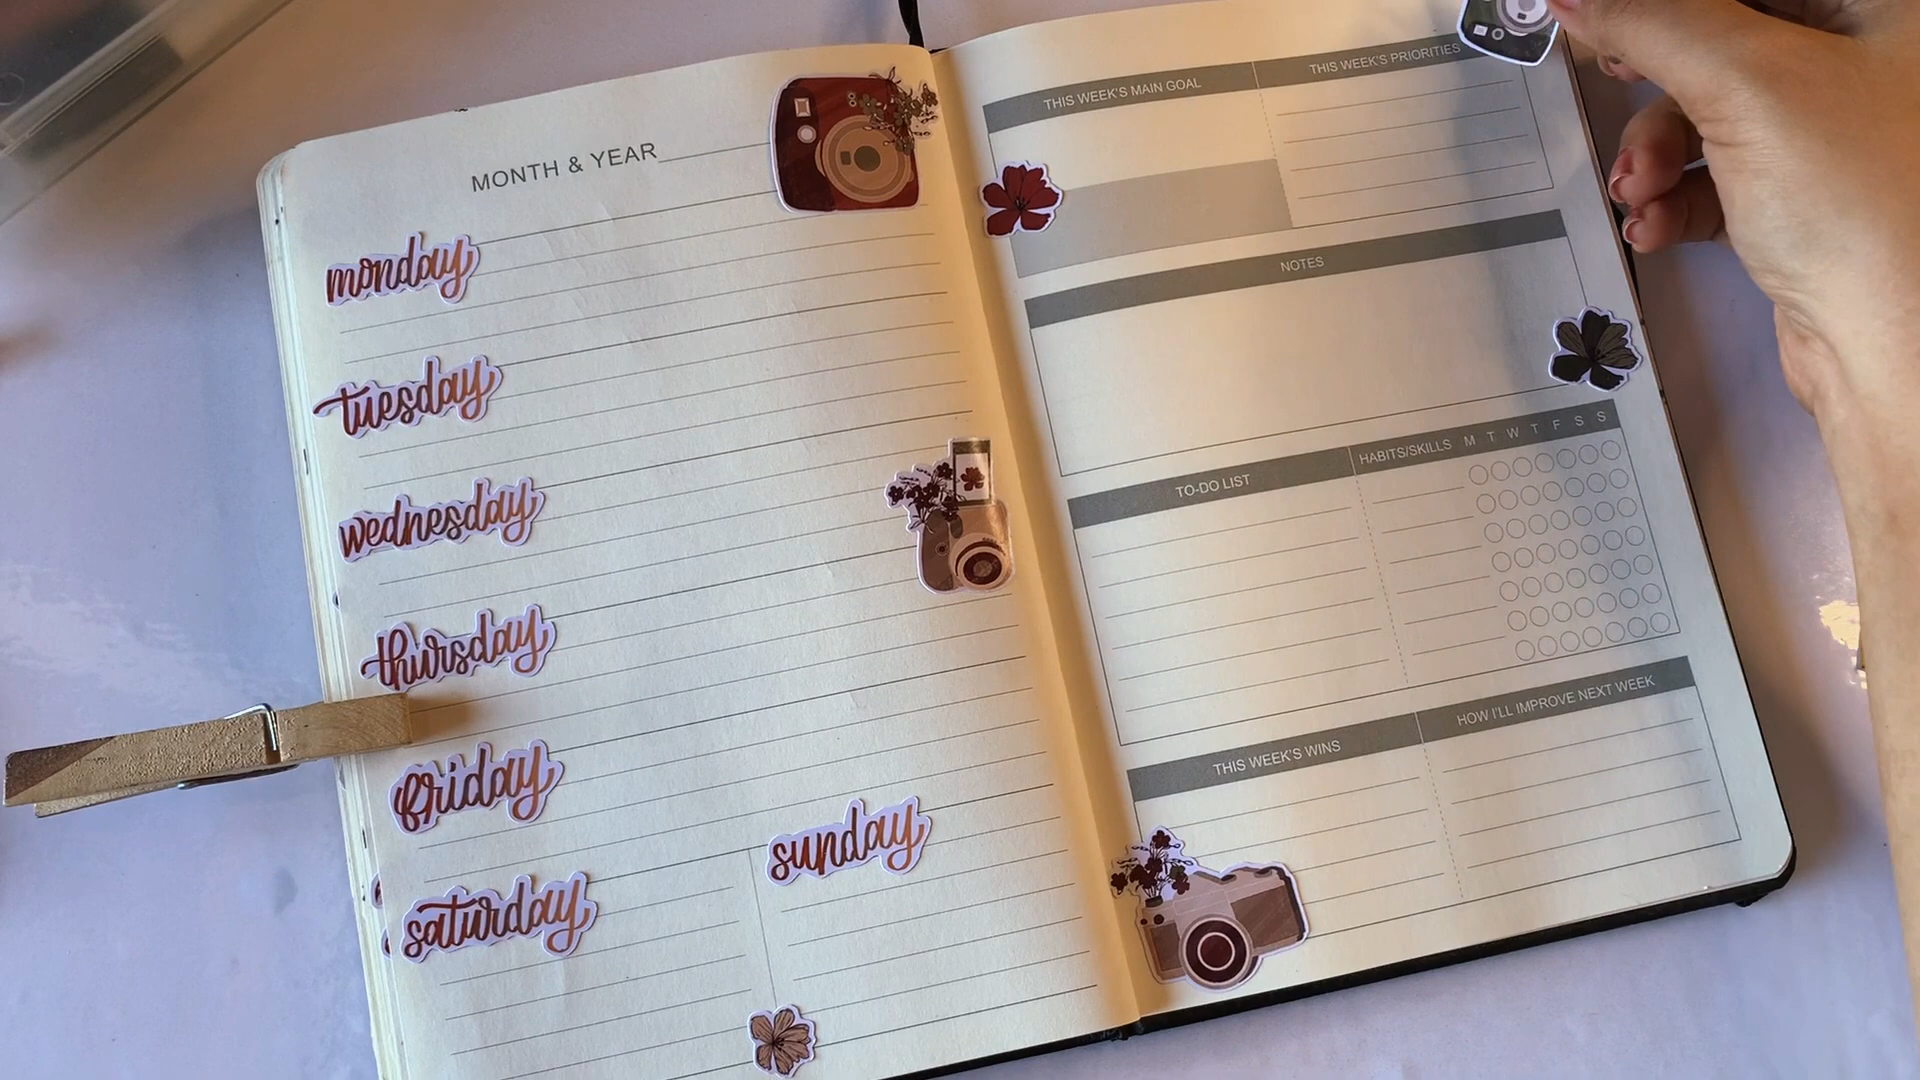 MONTH & YEAR
monday
tuesday
wednesday
thursday
friday
saturday
sunday
THIS WEEK'S MAIN GOAL
THIS WEEK'S PRIORITIES
NOTES
TO-DO LIST
HABITS/SKILLS M T W T F S S
THIS WEEK'S WINS
HOW I'LL IMPROVE NEXT WEEK